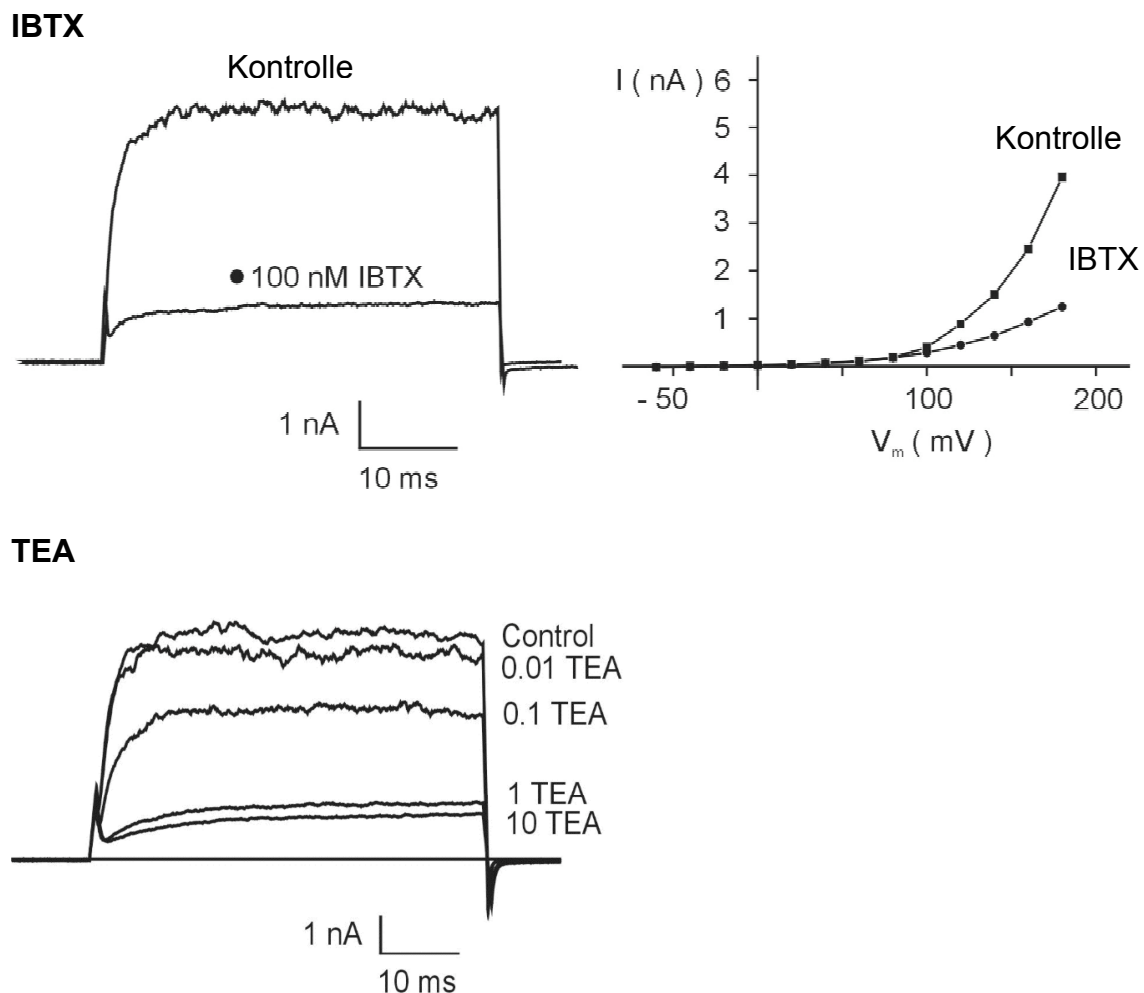 IBTX
Kontrolle
● 100 nM IBTX
1 nA
10 ms
I ( nA )
6
5
4
3
2
1
Kontrolle
IBTX
- 50
100
200
Vₘ ( mV )
TEA
Control
0.01 TEA
0.1 TEA
1 TEA
10 TEA
1 nA
10 ms